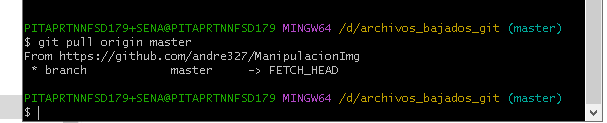 PITAPRTNNFSD179+SENA@PITAPRTNNFSD179 MINGW64 /d/archivos_bajados_git (master)
$ git pull origin master
From https://github.com/andre327/ManipulacionImg
 * branch            master     -> FETCH_HEAD
PITAPRTNNFSD179+SENA@PITAPRTNNFSD179 MINGW64 /d/archivos_bajados_git (master)
$